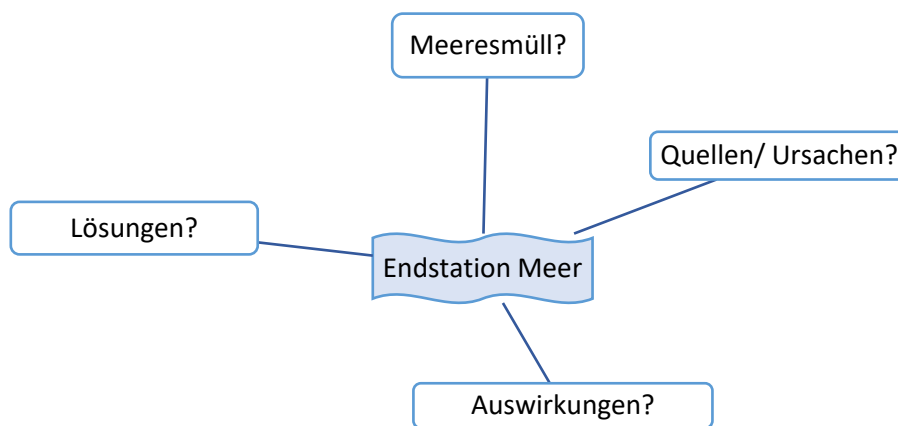 Meeresmüll?
Quellen/ Ursachen?
Lösungen?
Endstation Meer
Auswirkungen?